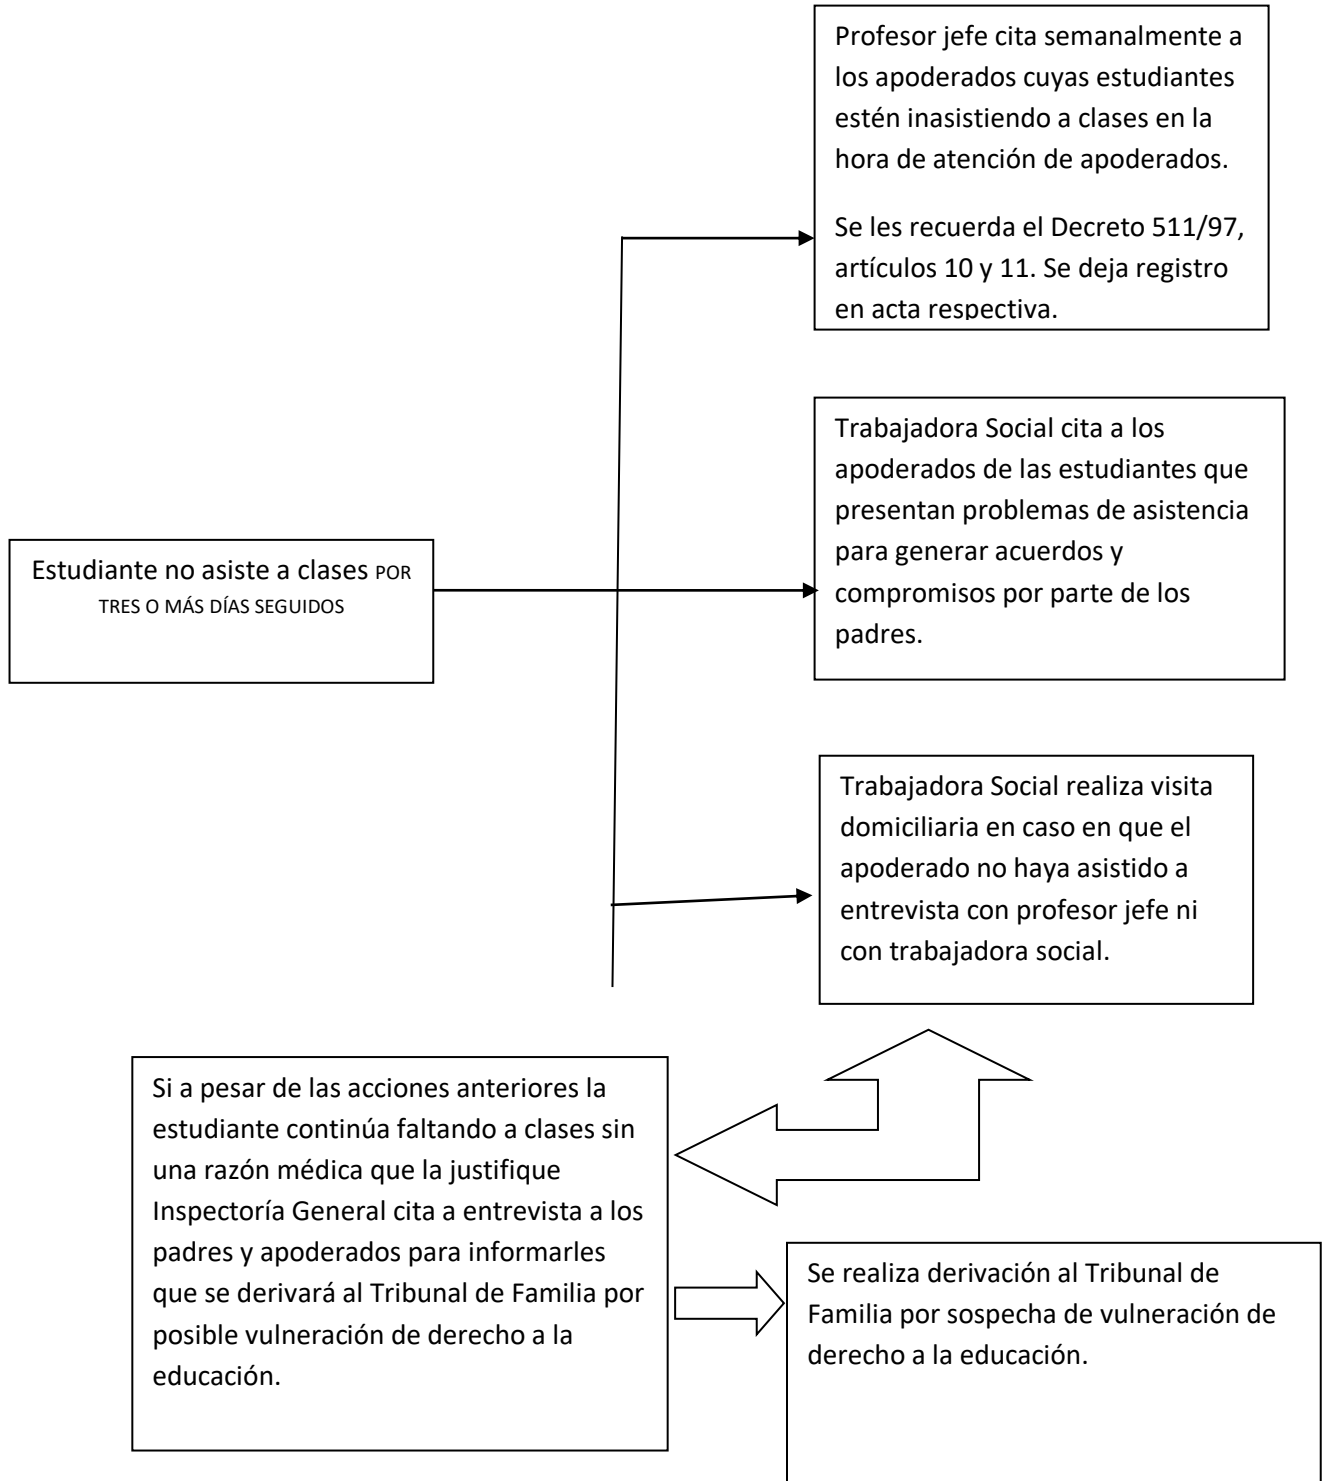 Profesor jefe cita semanalmente a
los apoderados cuyas estudiantes
estén inasistiendo a clases en la
hora de atención de apoderados.
Se les recuerda el Decreto 511/97,
artículos 10 y 11. Se deja registro
en acta respectiva.
Trabajadora Social cita a los
apoderados de las estudiantes que
presentan problemas de asistencia
para generar acuerdos y
compromisos por parte de los
padres.
Estudiante no asiste a clases POR
TRES O MÁS DÍAS SEGUIDOS
Trabajadora Social realiza visita
domiciliaria en caso en que el
apoderado no haya asistido a
entrevista con profesor jefe ni
con trabajadora social.
Si a pesar de las acciones anteriores la
estudiante continúa faltando a clases sin
una razón médica que la justifique
Inspectoría General cita a entrevista a los
padres y apoderados para informarles
que se derivará al Tribunal de Familia por
posible vulneración de derecho a la
educación.
Se realiza derivación al Tribunal de
Familia por sospecha de vulneración de
derecho a la educación.